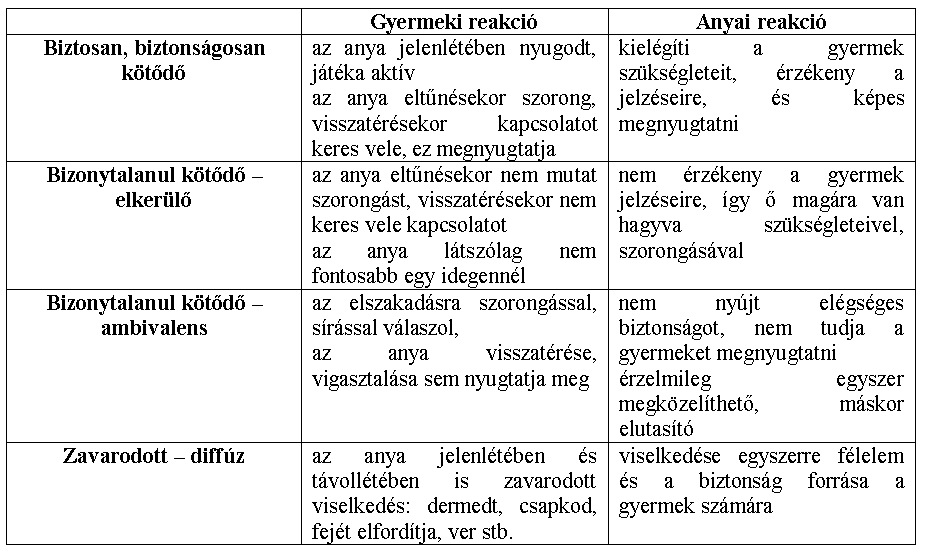 Gyermeki reakció
Anyai reakció
Biztosan, biztonságosan
kötődő
az anya jelenlétében nyugodt,
játéka aktív
az anya eltűnésekor szorong,
visszatérésekor kapcsolatot
keres vele, ez megnyugtatja
kielégíti a gyermek
szükségleteit, érzékeny a
jelzéseire, és képes
megnyugtatni
Bizonytalanul kötődő –
elkerülő
az anya eltűnésekor nem mutat
szorongást, visszatérésekor nem
keres vele kapcsolatot
az anya látszólag nem
fontosabb egy idegennél
nem érzékeny a gyermek
jelzéseire, így ő magára van
hagyva szükségleteivel,
szorongásával
Bizonytalanul kötődő –
ambivalens
az elszakadásra szorongással,
sírással válaszol,
az anya visszatérése,
vigasztalása sem nyugtatja meg
nem nyújt elégséges
biztonságot, nem tudja a
gyermeket megnyugtatni
érzelmileg egyszer
megközelíthető, máskor
elutasító
Zavarodott – diffúz
az anya jelenlétében és
távollétében is zavarodott
viselkedés: dermedt, csapkod,
fejét elfordítja, ver stb.
viselkedése egyszerre félelem
és a biztonság forrása a
gyermek számára